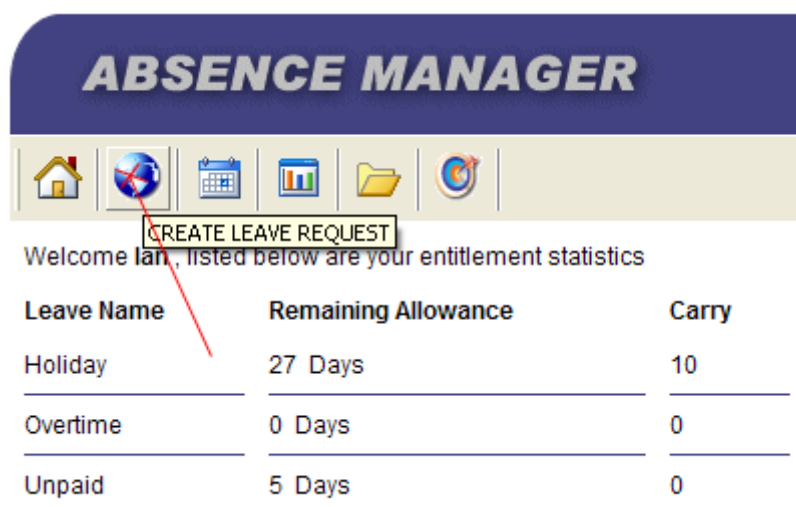 ABSENCE MANAGER
CREATE LEAVE REQUEST
Welcome Ian , listed below are your entitlement statistics
Leave Name Remaining Allowance Carry
Holiday 27 Days 10
Overtime 0 Days 0
Unpaid 5 Days 0